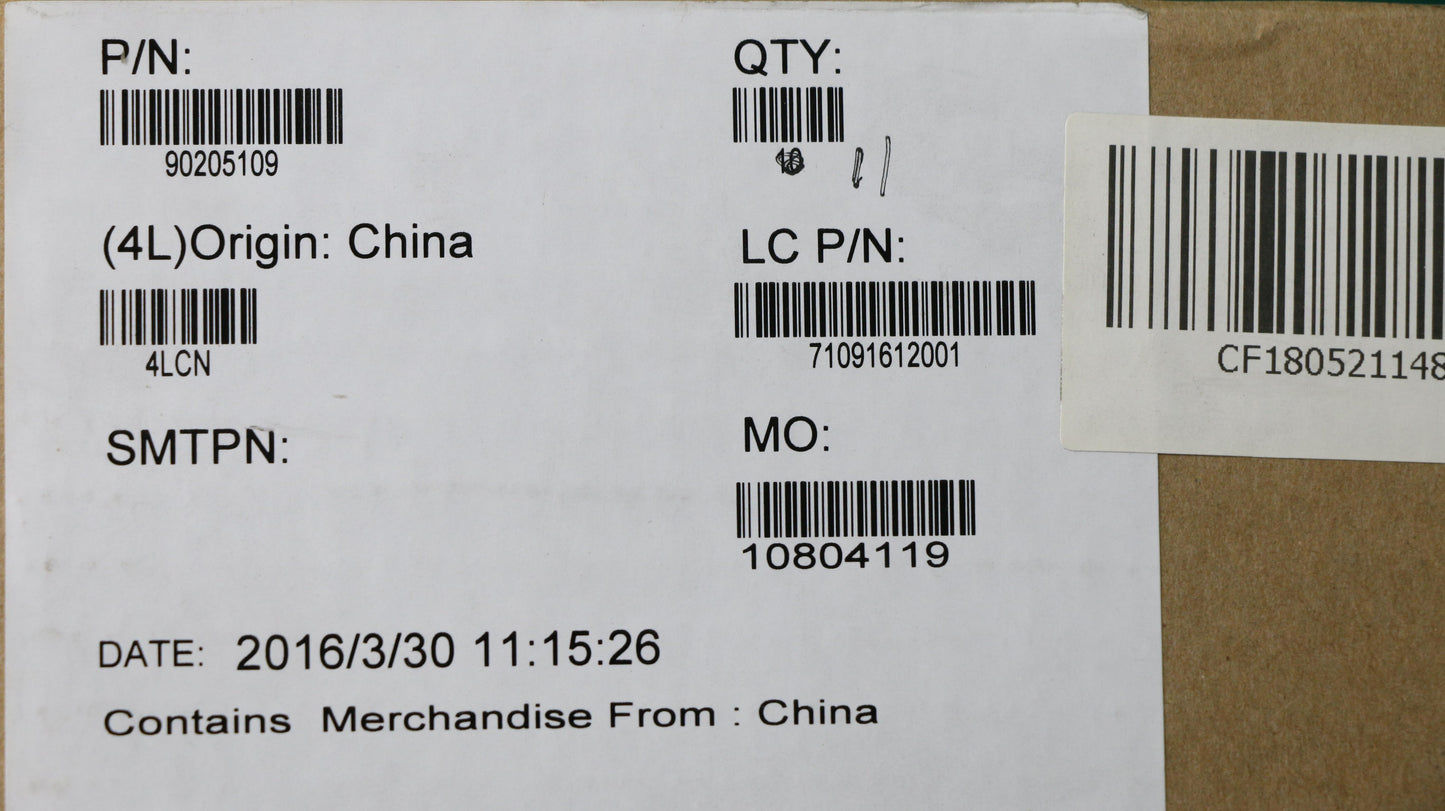 P/N:
90205109
QTY:
(4L)Origin: China
4LCN
LC P/N:
71091612001
SMTPN:
MO:
10804119
DATE: 2016/3/30 11:15:26
Contains Merchandise From : China
CF1805211148